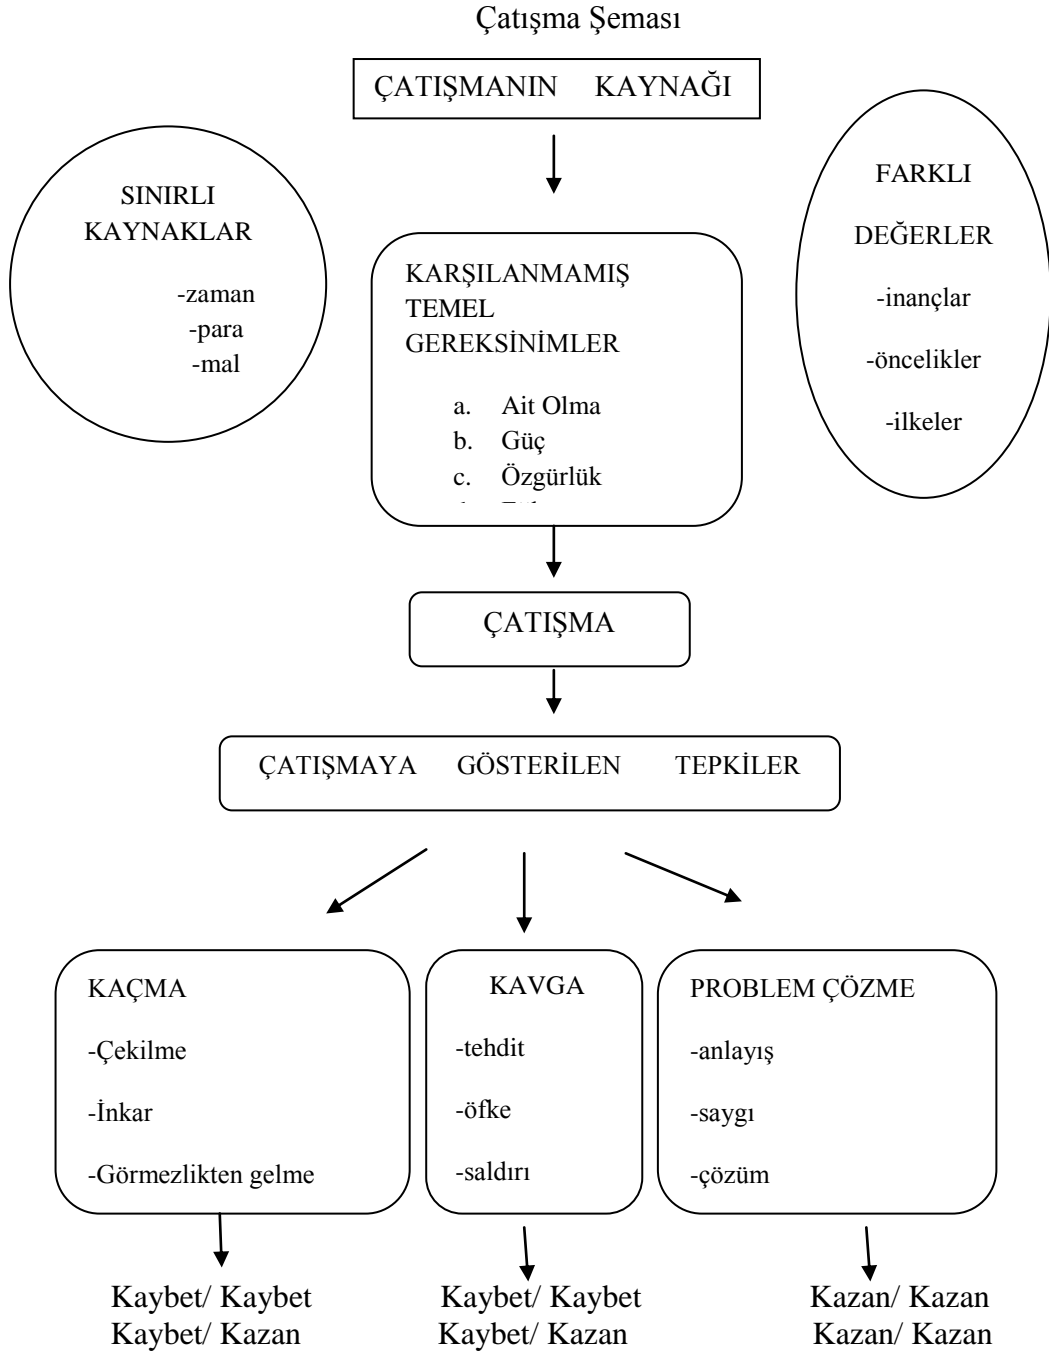 Çatışma Şeması
ÇATIŞMANIN KAYNAĞI
SINIRLI
KAYNAKLAR
-zaman
-para
-mal
KARŞILANMAMIŞ
TEMEL
GEREKSİNİMLER
a. Ait Olma
b. Güç
c. Özgürlük
FARKLI
DEĞERLER
-inançlar
-öncelikler
-ilkeler
ÇATIŞMA
ÇATIŞMAYA GÖSTERİLEN TEPKİLER
KAÇMA
-Çekilme
-İnkar
-Görmezlikten gelme
KAVGA
-tehdit
-öfke
-saldırı
PROBLEM ÇÖZME
-anlayış
-saygı
-çözüm
Kaybet/ Kaybet
Kaybet/ Kazan
Kaybet/ Kaybet
Kaybet/ Kazan
Kazan/ Kazan
Kazan/ Kazan